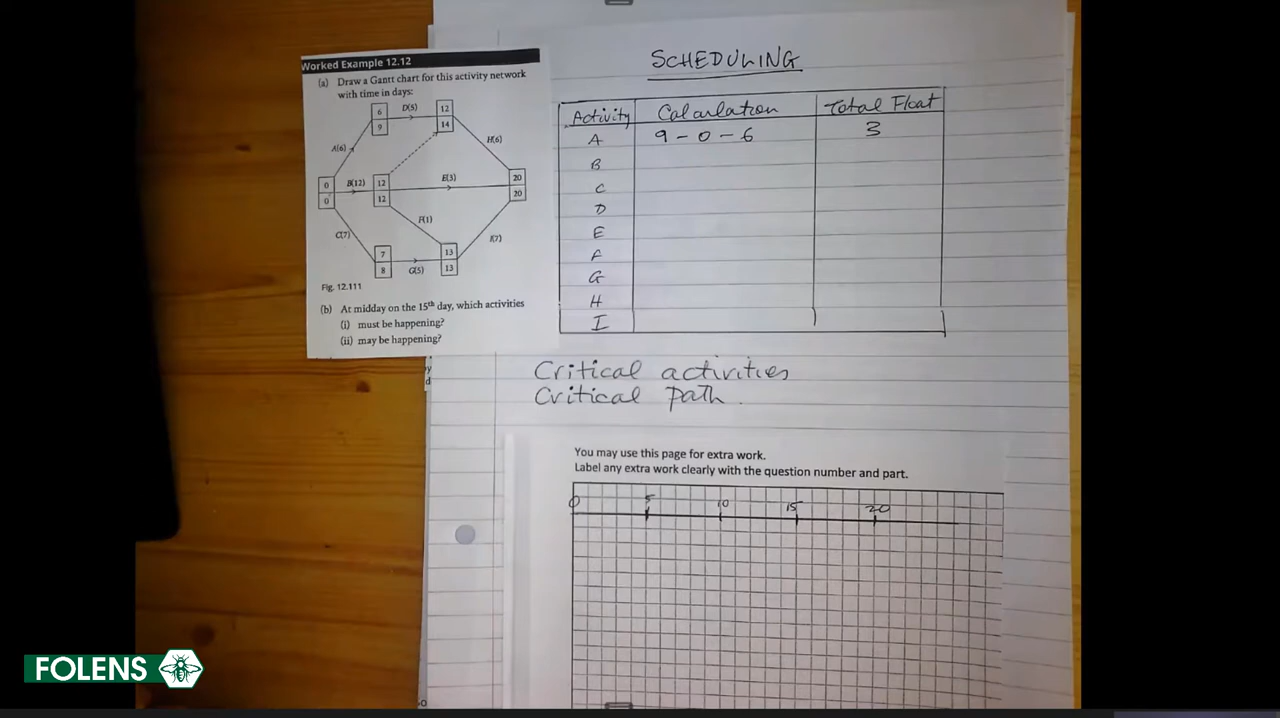 Worked Example 12.12
(a) Draw a Gantt chart for this activity network
with time in days:
6
9
D(5)
12
14
A(6)
H(6)
0
0
B(12)
12
12
E(3)
20
20
F(1)
C(7)
I(7)
7
8
G(5)
13
13
Fig. 12.111
(b) At midday on the 15th day, which activities
(i) must be happening?
(ii) may be happening?
SCHEDULING
Activity Calculation Total Float
A 9 - 0 - 6 3
B
C
D
E
F
G
H
I
Critical activities
Critical path.
You may use this page for extra work.
Label any extra work clearly with the question number and part.
0 5 10 15 20
FOLENS